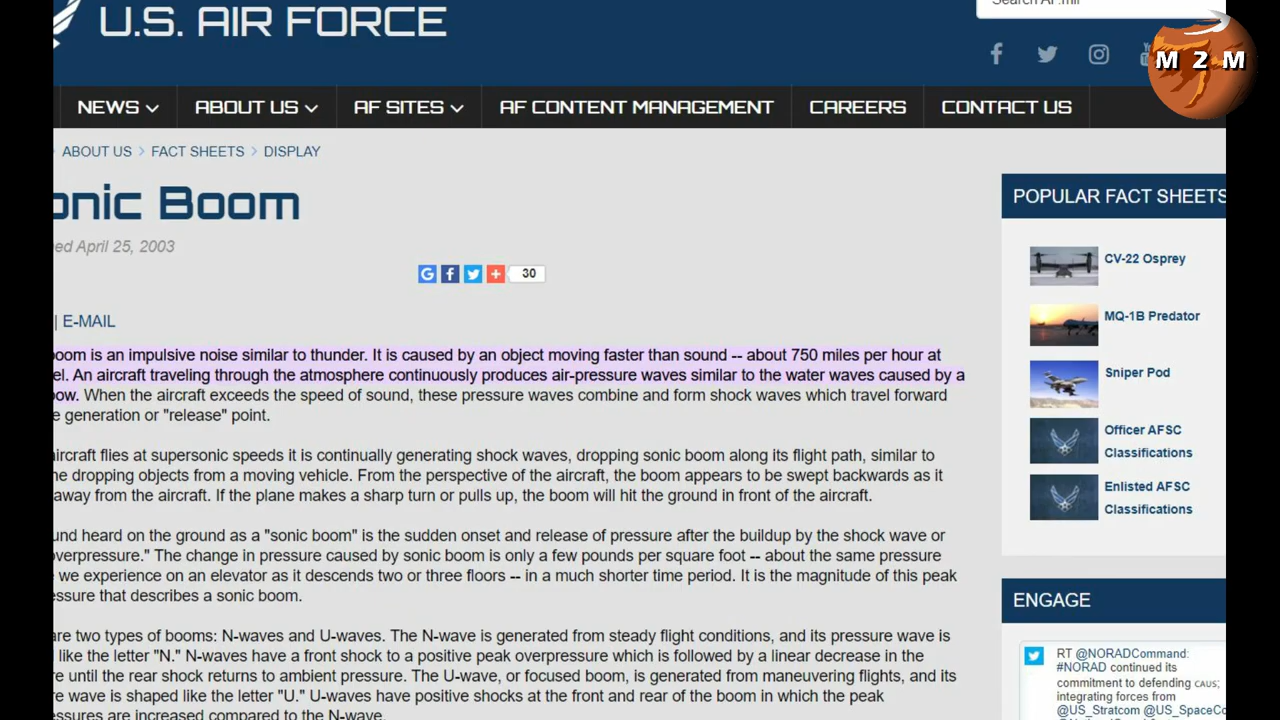 U.S. AIR FORCE
M 2 M
NEWS ABOUT US AF SITES AF CONTENT MANAGEMENT CAREERS CONTACT US
ABOUT US > FACT SHEETS > DISPLAY
onic Boom
ed April 25, 2003
30
| E-MAIL
boom is an impulsive noise similar to thunder. It is caused by an object moving faster than sound -- about 750 miles per hour at
el. An aircraft traveling through the atmosphere continuously produces air-pressure waves similar to the water waves caused by a
ow. When the aircraft exceeds the speed of sound, these pressure waves combine and form shock waves which travel forward
e generation or "release" point.
ircraft flies at supersonic speeds it is continually generating shock waves, dropping sonic boom along its flight path, similar to
ne dropping objects from a moving vehicle. From the perspective of the aircraft, the boom appears to be swept backwards as it
away from the aircraft. If the plane makes a sharp turn or pulls up, the boom will hit the ground in front of the aircraft.
und heard on the ground as a "sonic boom" is the sudden onset and release of pressure after the buildup by the shock wave or
overpressure." The change in pressure caused by sonic boom is only a few pounds per square foot -- about the same pressure
we experience on an elevator as it descends two or three floors -- in a much shorter time period. It is the magnitude of this peak
essure that describes a sonic boom.
are two types of booms: N-waves and U-waves. The N-wave is generated from steady flight conditions, and its pressure wave is
like the letter "N." N-waves have a front shock to a positive peak overpressure which is followed by a linear decrease in the
re until the rear shock returns to ambient pressure. The U-wave, or focused boom, is generated from maneuvering flights, and its
re wave is shaped like the letter "U." U-waves have positive shocks at the front and rear of the boom in which the peak
essures are increased compared to the N-wave.
POPULAR FACT SHEETS
CV-22 Osprey
MQ-1B Predator
Sniper Pod
Officer AFSC
Classifications
Enlisted AFSC
Classifications
ENGAGE
RT @NORADCommand:
#NORAD continued its
commitment to defending CAUS;
integrating forces from
@US_Stratcom @US_SpaceCo